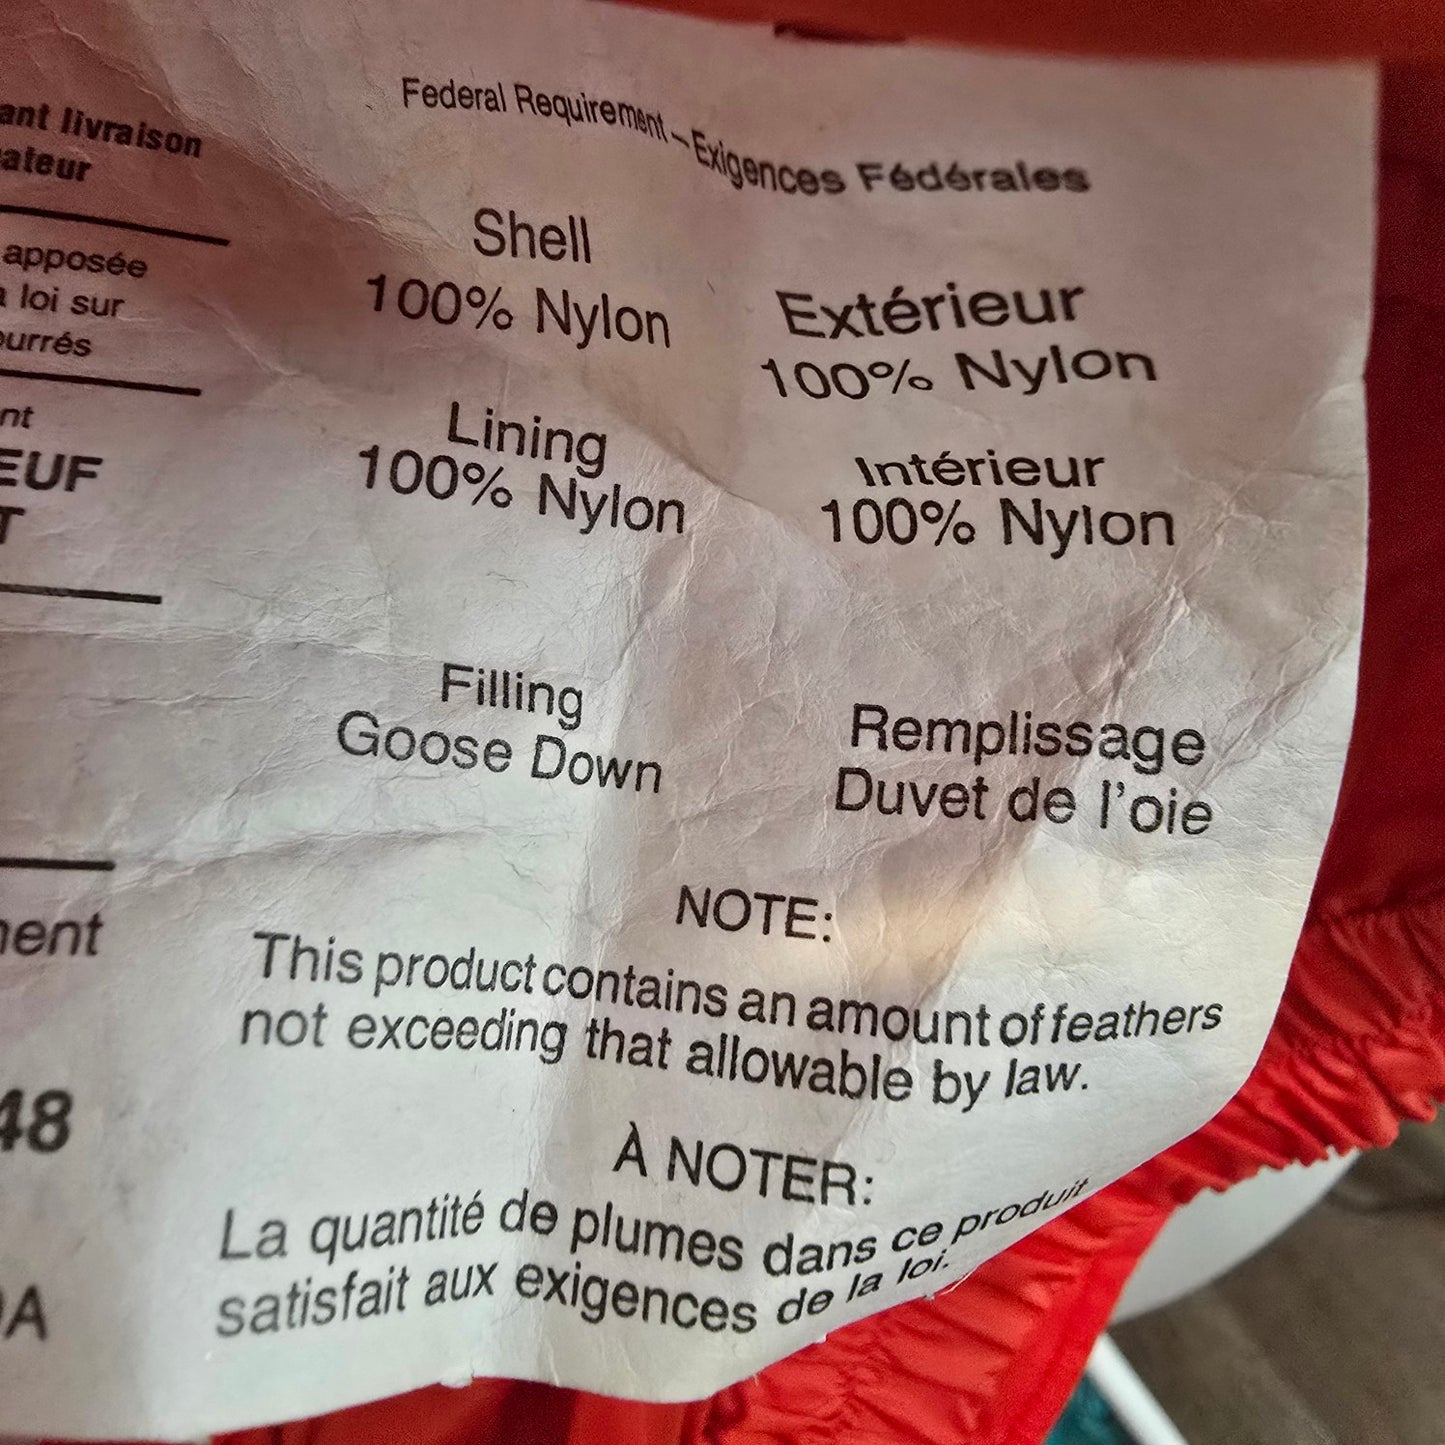 ant livraison
ateur
apposée
loi sur
nt
EUF
T
ent
48
A
Federal Requirement – Exigences Fédérales
Shell
100% Nylon
Extérieur
100% Nylon
Lining
100% Nylon
Intérieur
100% Nylon
Filling
Goose Down
Remplissage
Duvet de l'oie
NOTE:
This product contains an amount of feathers
not exceeding that allowable by law.
À NOTER:
La quantité de plumes dans ce produit
satisfait aux exigences de la loi.